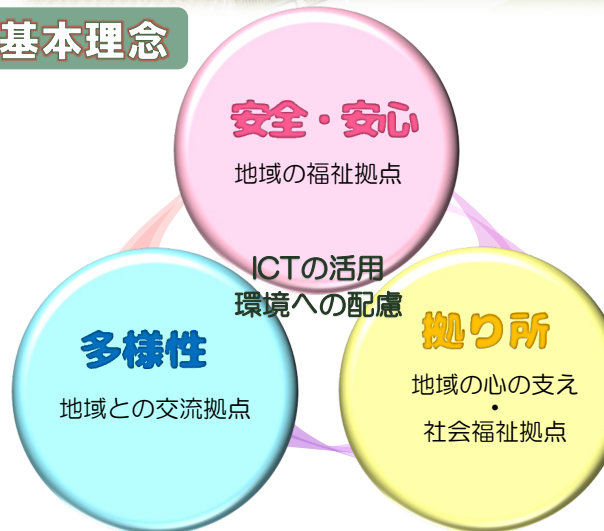 基本理念
安全・安心
地域の福祉拠点
ICTの活用
環境への配慮
多様性
地域との交流拠点
拠り所
地域の心の支え
・
社会福祉拠点